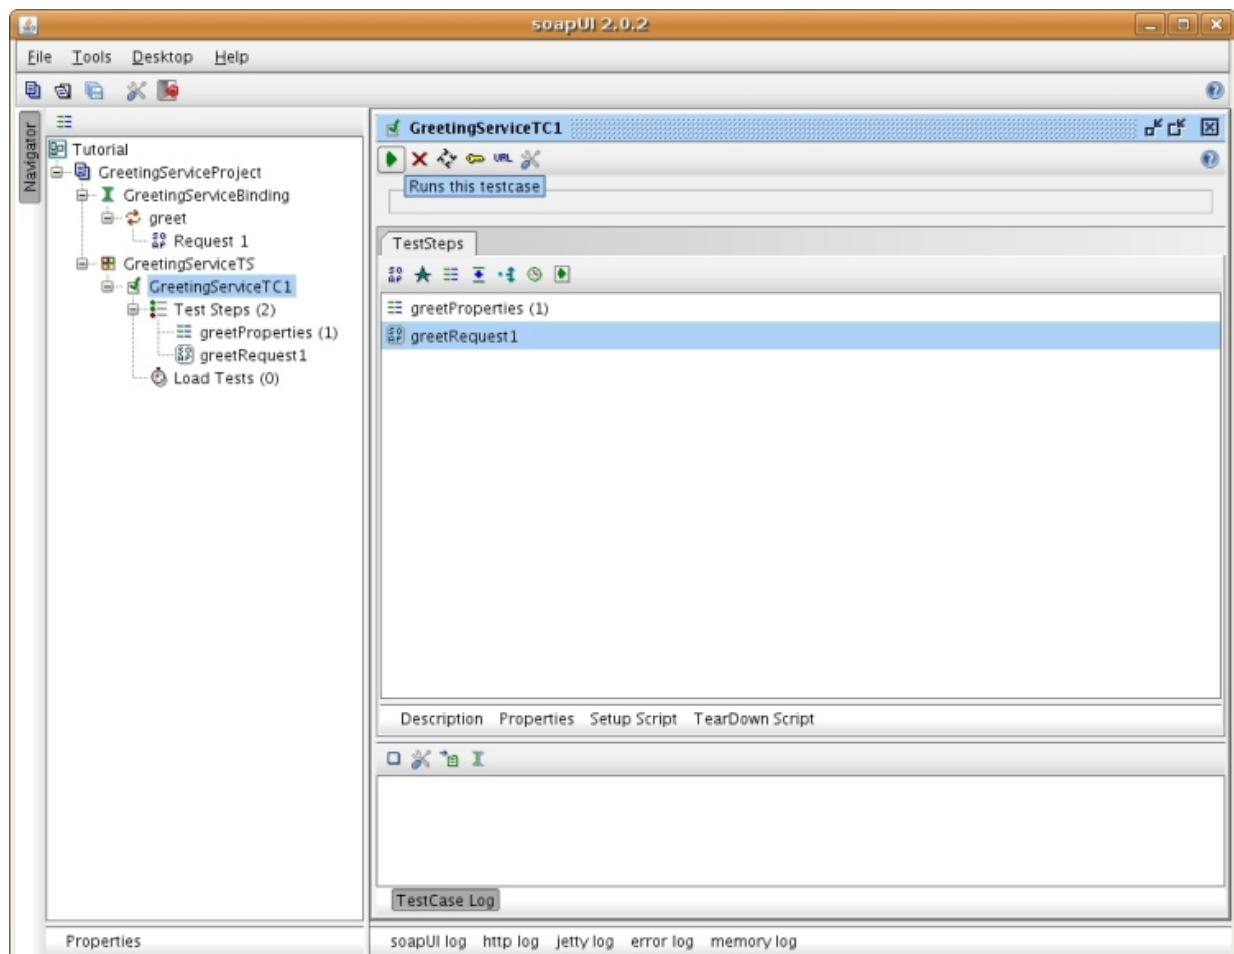 soapUI 2.0.2
File Tools Desktop Help
Navigator
Tutorial
GreetingServiceProject
GreetingServiceBinding
greet
Request 1
GreetingServiceTS
GreetingServiceTC1
Test Steps (2)
greetProperties (1)
greetRequest1
Load Tests (0)
Properties
GreetingServiceTC1
URL
Runs this testcase
TestSteps
greetProperties (1)
greetRequest1
Description Properties Setup Script TearDown Script
TestCase Log
soapUI log http log jetty log error log memory log